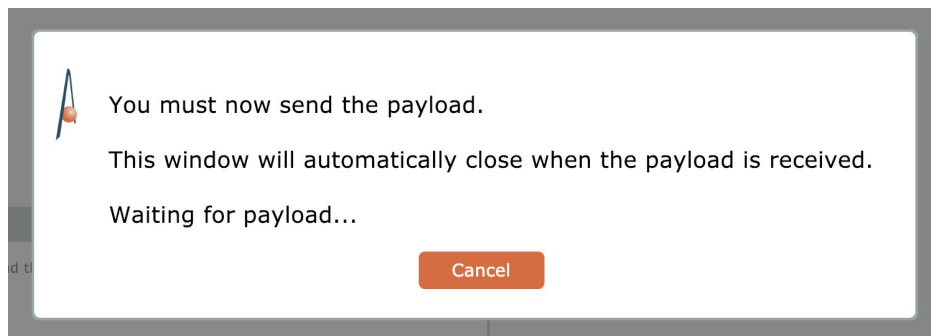 You must now send the payload.
This window will automatically close when the payload is received.
Waiting for payload...
Cancel